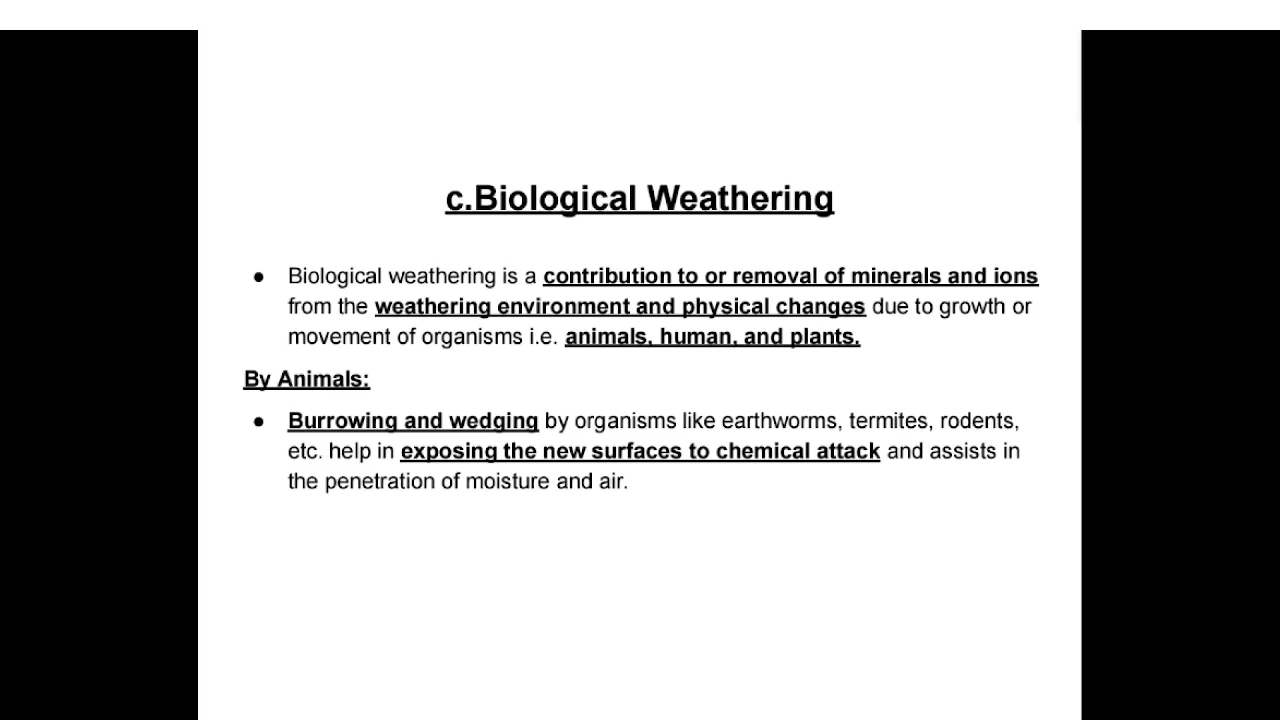 c.Biological Weathering
● Biological weathering is a contribution to or removal of minerals and ions
from the weathering environment and physical changes due to growth or
movement of organisms i.e. animals, human, and plants.
By Animals:
● Burrowing and wedging by organisms like earthworms, termites, rodents,
etc. help in exposing the new surfaces to chemical attack and assists in
the penetration of moisture and air.